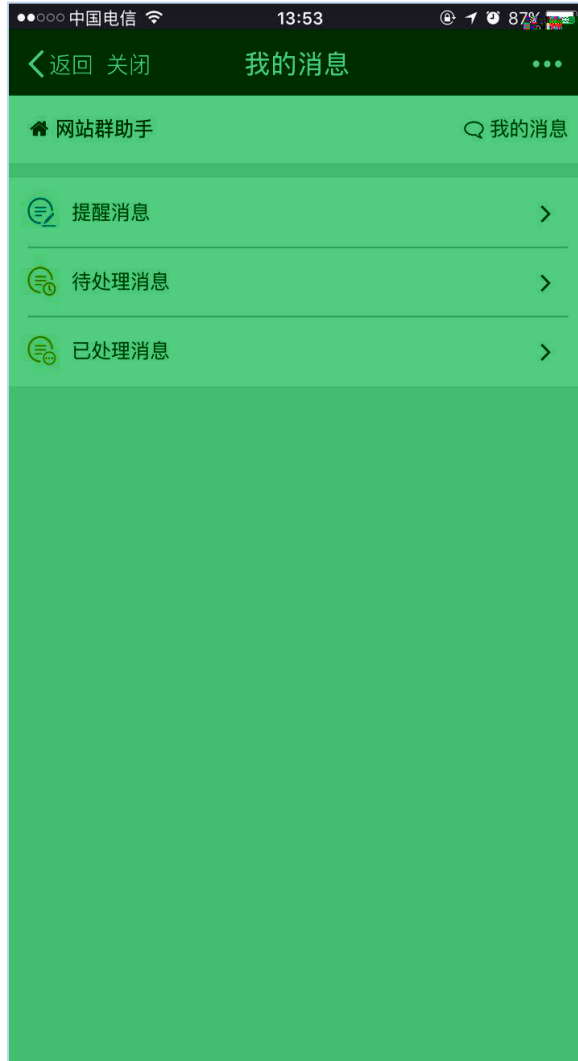 中国电信 13:53 87%
返回 关闭 我的消息
网站群助手 我的消息
提醒消息
待处理消息
已处理消息